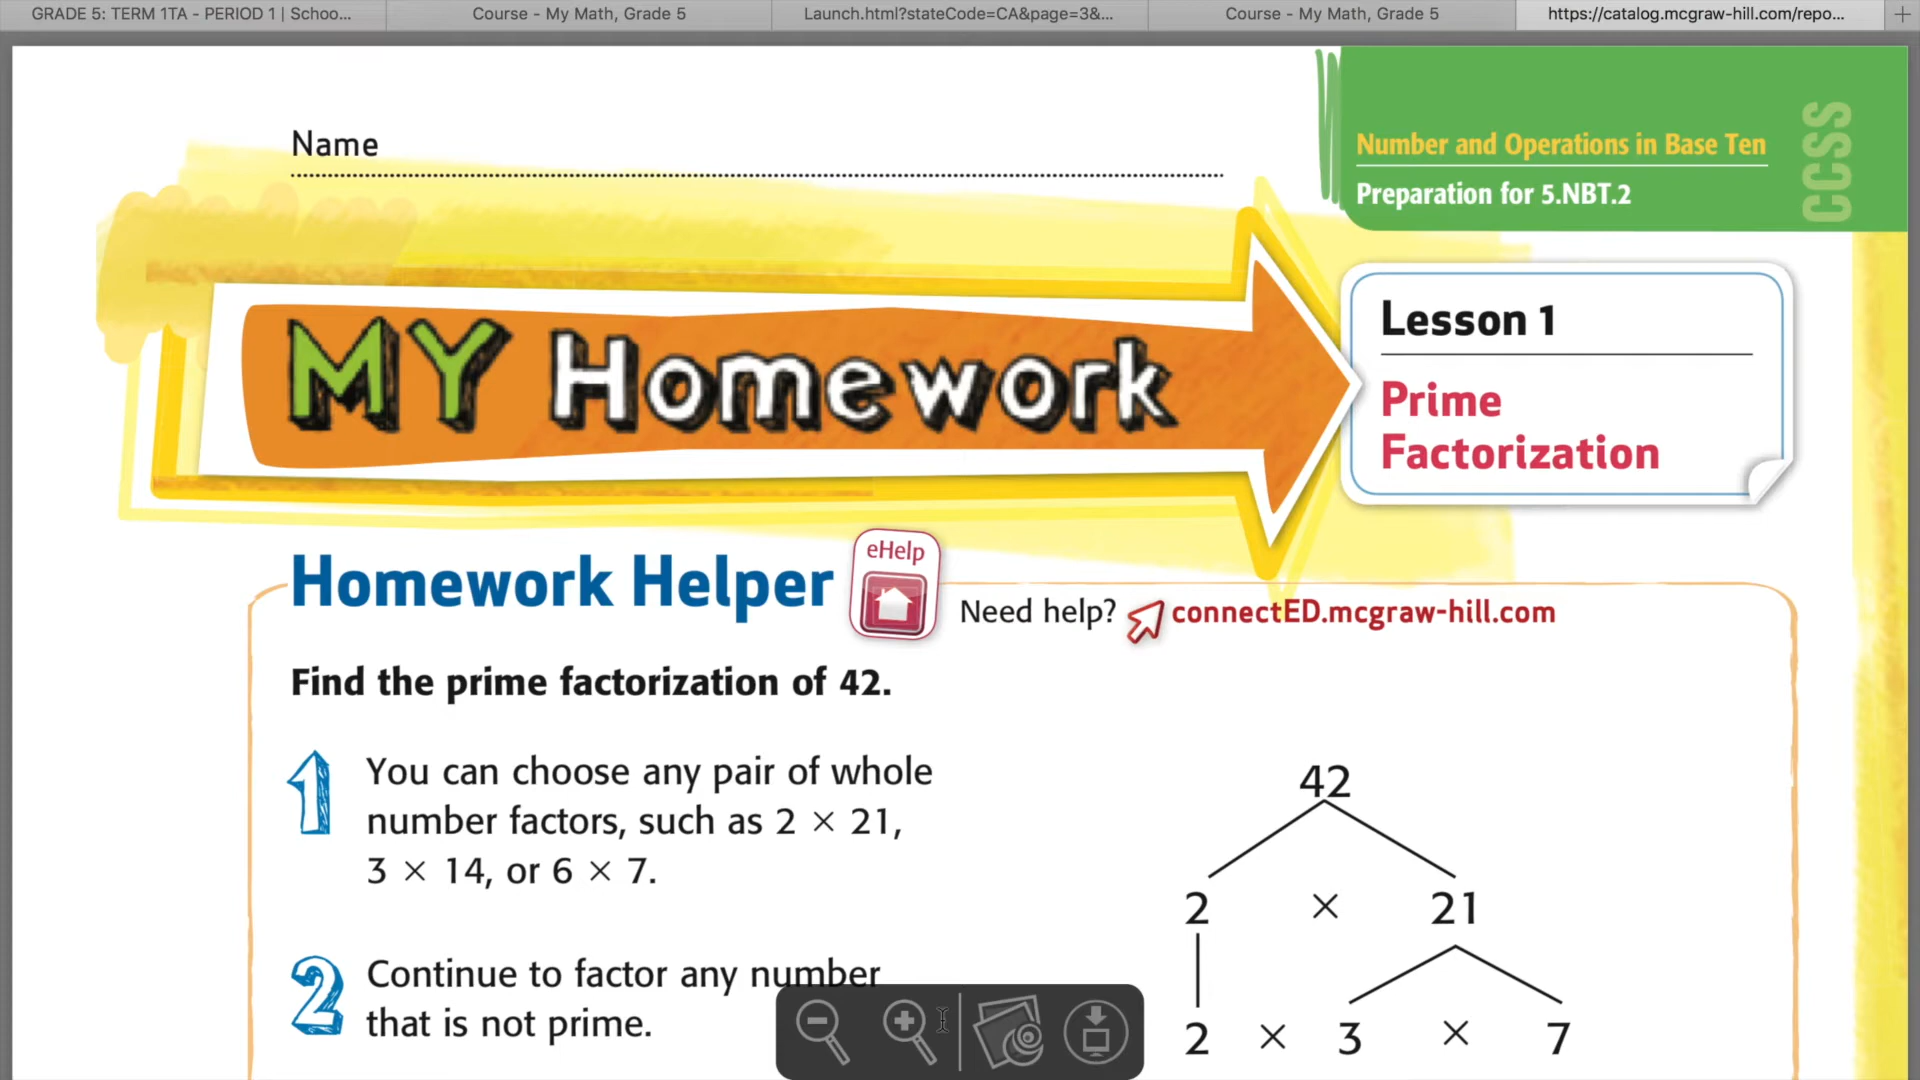 GRADE 5: TERM 1TA - PERIOD 1 | Schoo...
Course - My Math, Grade 5
Launch.html?stateCode=CA&page=3&...
Course - My Math, Grade 5
https://catalog.mcgraw-hill.com/repo...
Name
Number and Operations in Base Ten
Preparation for 5.NBT.2
CCSS
MY Homework
Lesson 1
Prime
Factorization
Homework Helper
eHelp
Need help? connectED.mcgraw-hill.com
Find the prime factorization of 42.
1 You can choose any pair of whole
number factors, such as 2 × 21,
3 × 14, or 6 × 7.
2 Continue to factor any number
that is not prime.
42
2 × 21
2 × 3 × 7